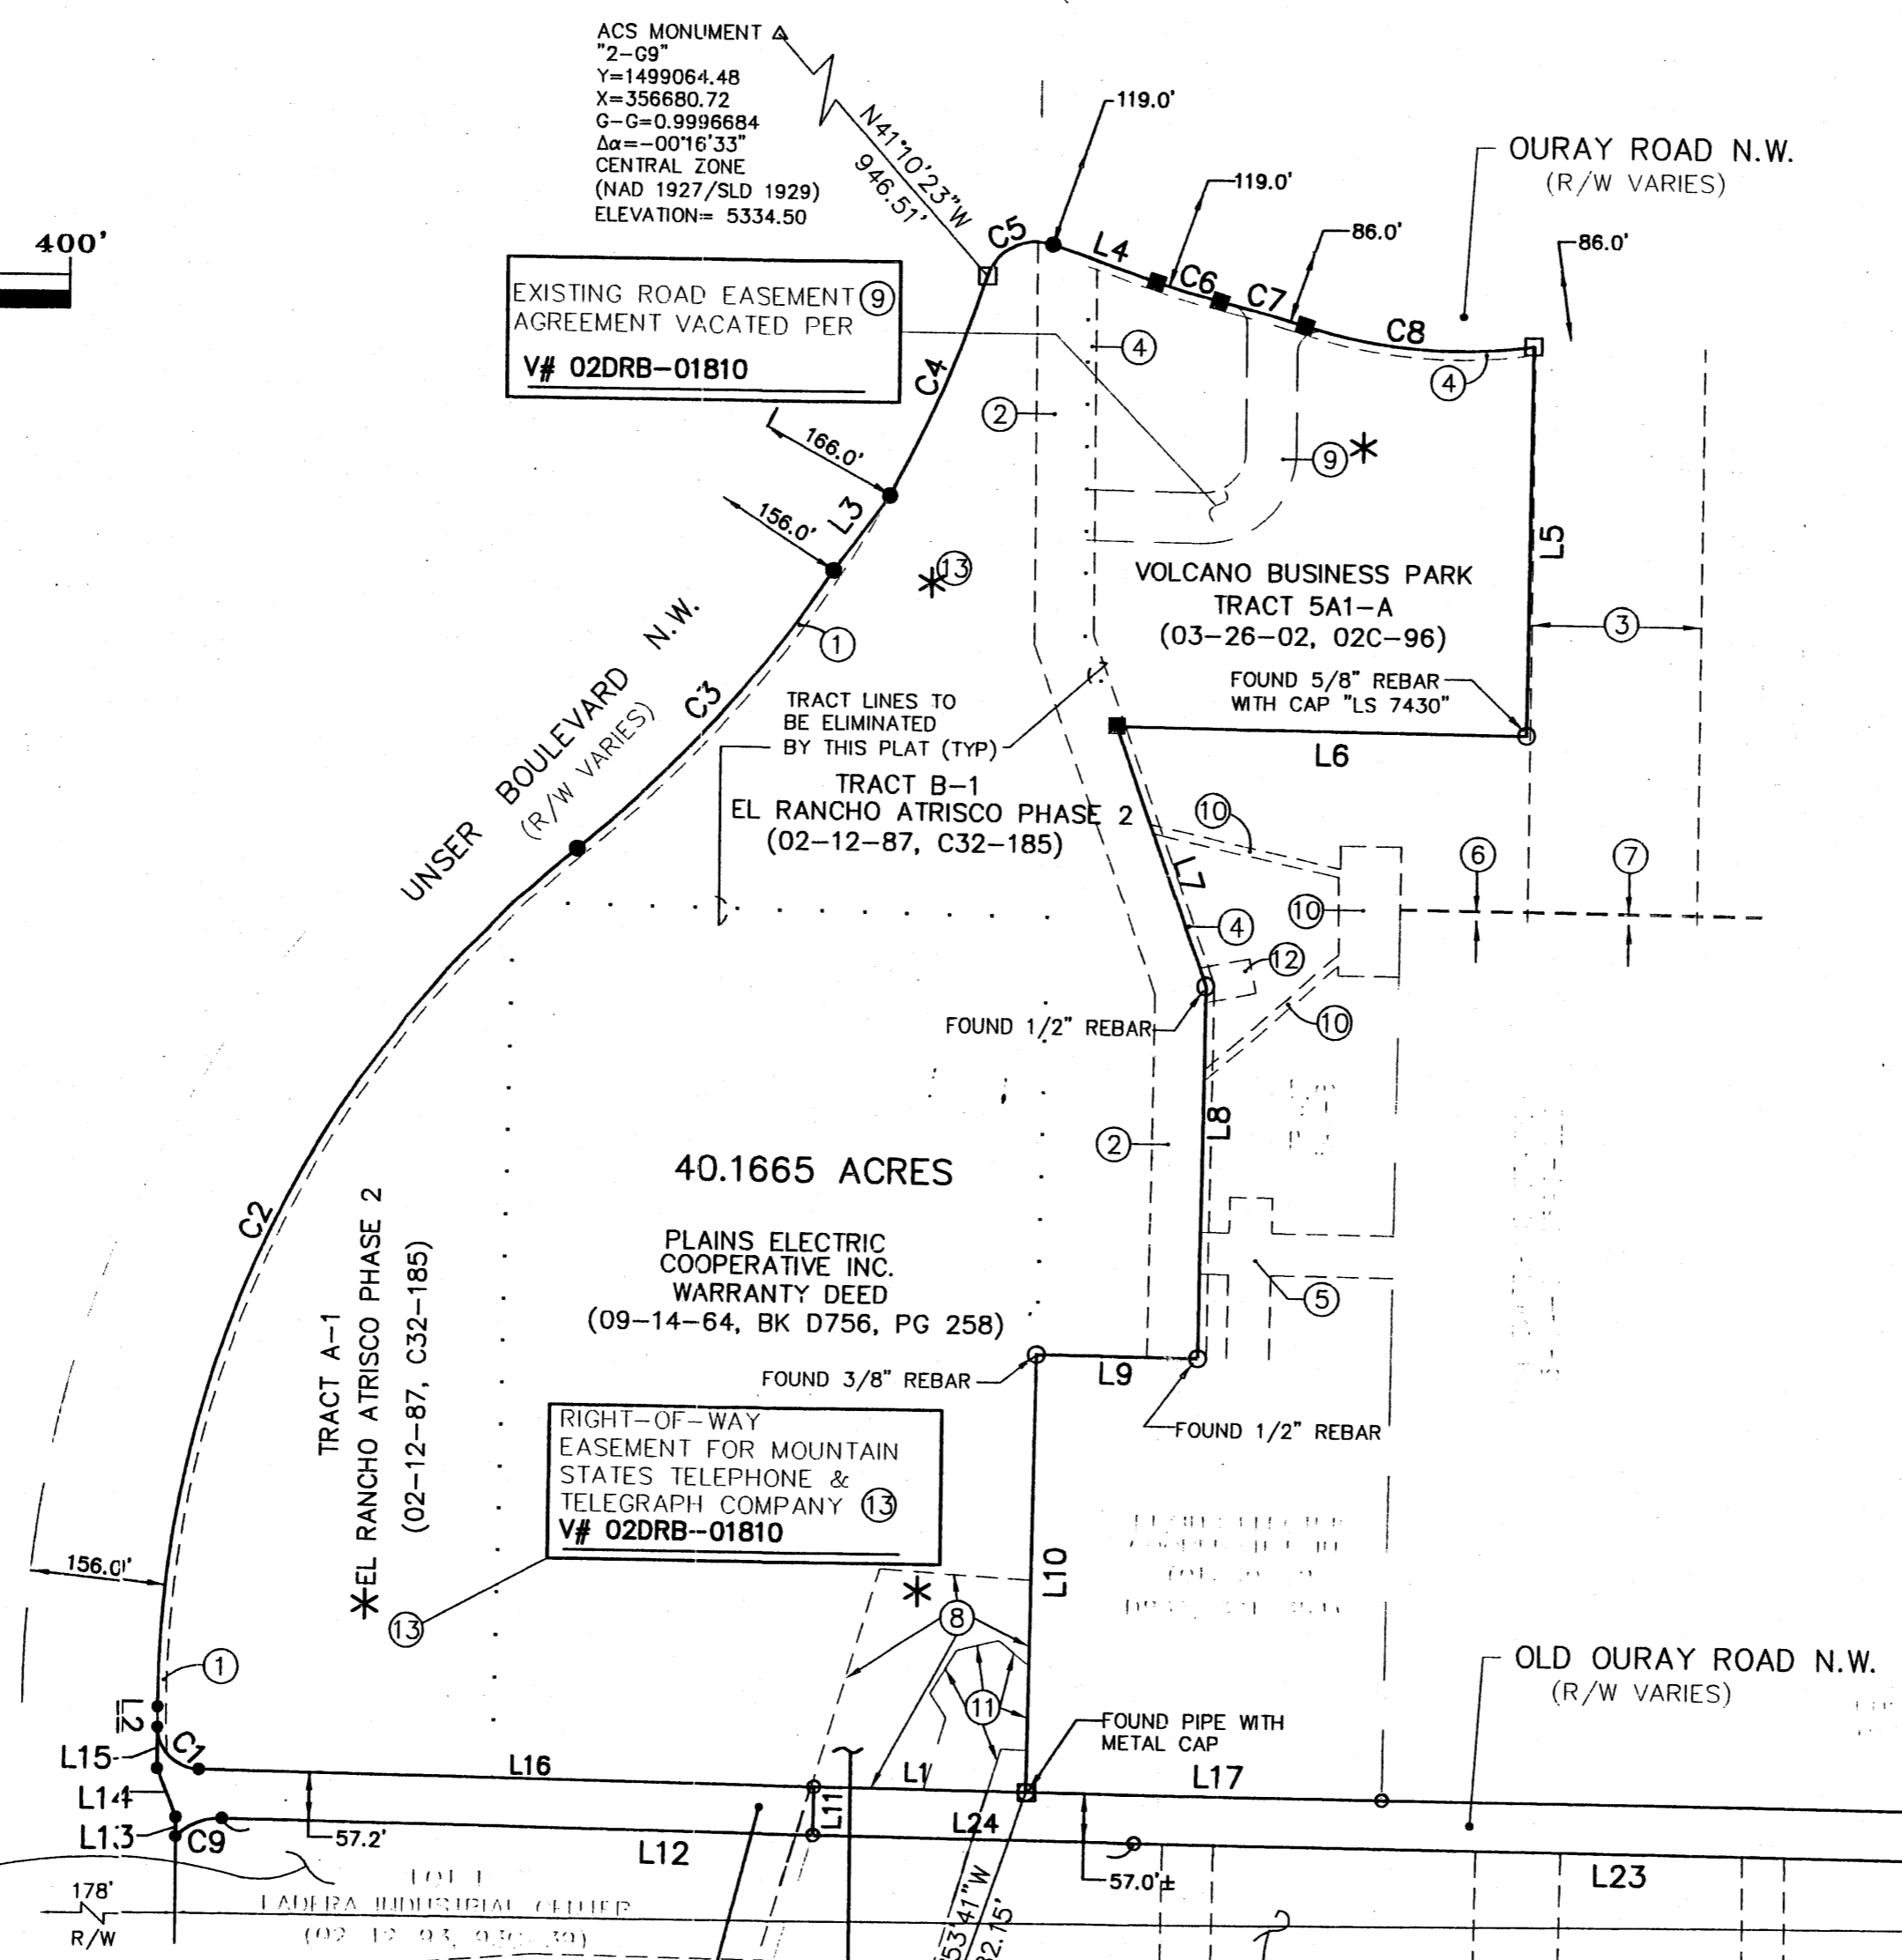 ACS MONUMENT
"2-G9"
Y=1499064.48
X=356680.72
G-G=0.9996684
Δα=-00°16'33"
CENTRAL ZONE
(NAD 1927/SLD 1929)
ELEVATION= 5334.50
N41°10'23"W
946.51'
400'
119.0'
119.0'
86.0'
86.0'
OURAY ROAD N.W.
(R/W VARIES)
C5
L4
C6
C7
C8
EXISTING ROAD EASEMENT 9
AGREEMENT VACATED PER
V# 02DRB-01810
4
4
2
9
C4
166.0'
156.0'
L3
13
1
L5
3
VOLCANO BUSINESS PARK
TRACT 5A1-A
(03-26-02, 02C-96)
FOUND 5/8" REBAR
WITH CAP "LS 7430"
L6
UNSER BOULEVARD N.W.
(R/W VARIES)
C3
TRACT LINES TO
BE ELIMINATED
BY THIS PLAT (TYP)
TRACT B-1
EL RANCHO ATRISCO PHASE 2
(02-12-87, C32-185)
10
L7
6
7
10
4
12
10
FOUND 1/2" REBAR
2
L8
C2
40.1665 ACRES
PLAINS ELECTRIC
COOPERATIVE INC.
WARRANTY DEED
(09-14-64, BK D756, PG 258)
5
FOUND 3/8" REBAR
L9
FOUND 1/2" REBAR
TRACT A-1
EL RANCHO ATRISCO PHASE 2
(02-12-87, C32-185)
13
RIGHT-OF-WAY
EASEMENT FOR MOUNTAIN
STATES TELEPHONE &
TELEGRAPH COMPANY 13
V# 02DRB-01810
156.0'
L10
8
11
1
OLD OURAY ROAD N.W.
(R/W VARIES)
FOUND PIPE WITH
METAL CAP
L2
C1
L15
L14
L13
C9
L16
L1
L17
L11
L24
57.2'
L12
57.0'±
L23
LOT 1
LADERA INDUSTRIAL CENTER
178'
R/W
53'41"W
32.15'